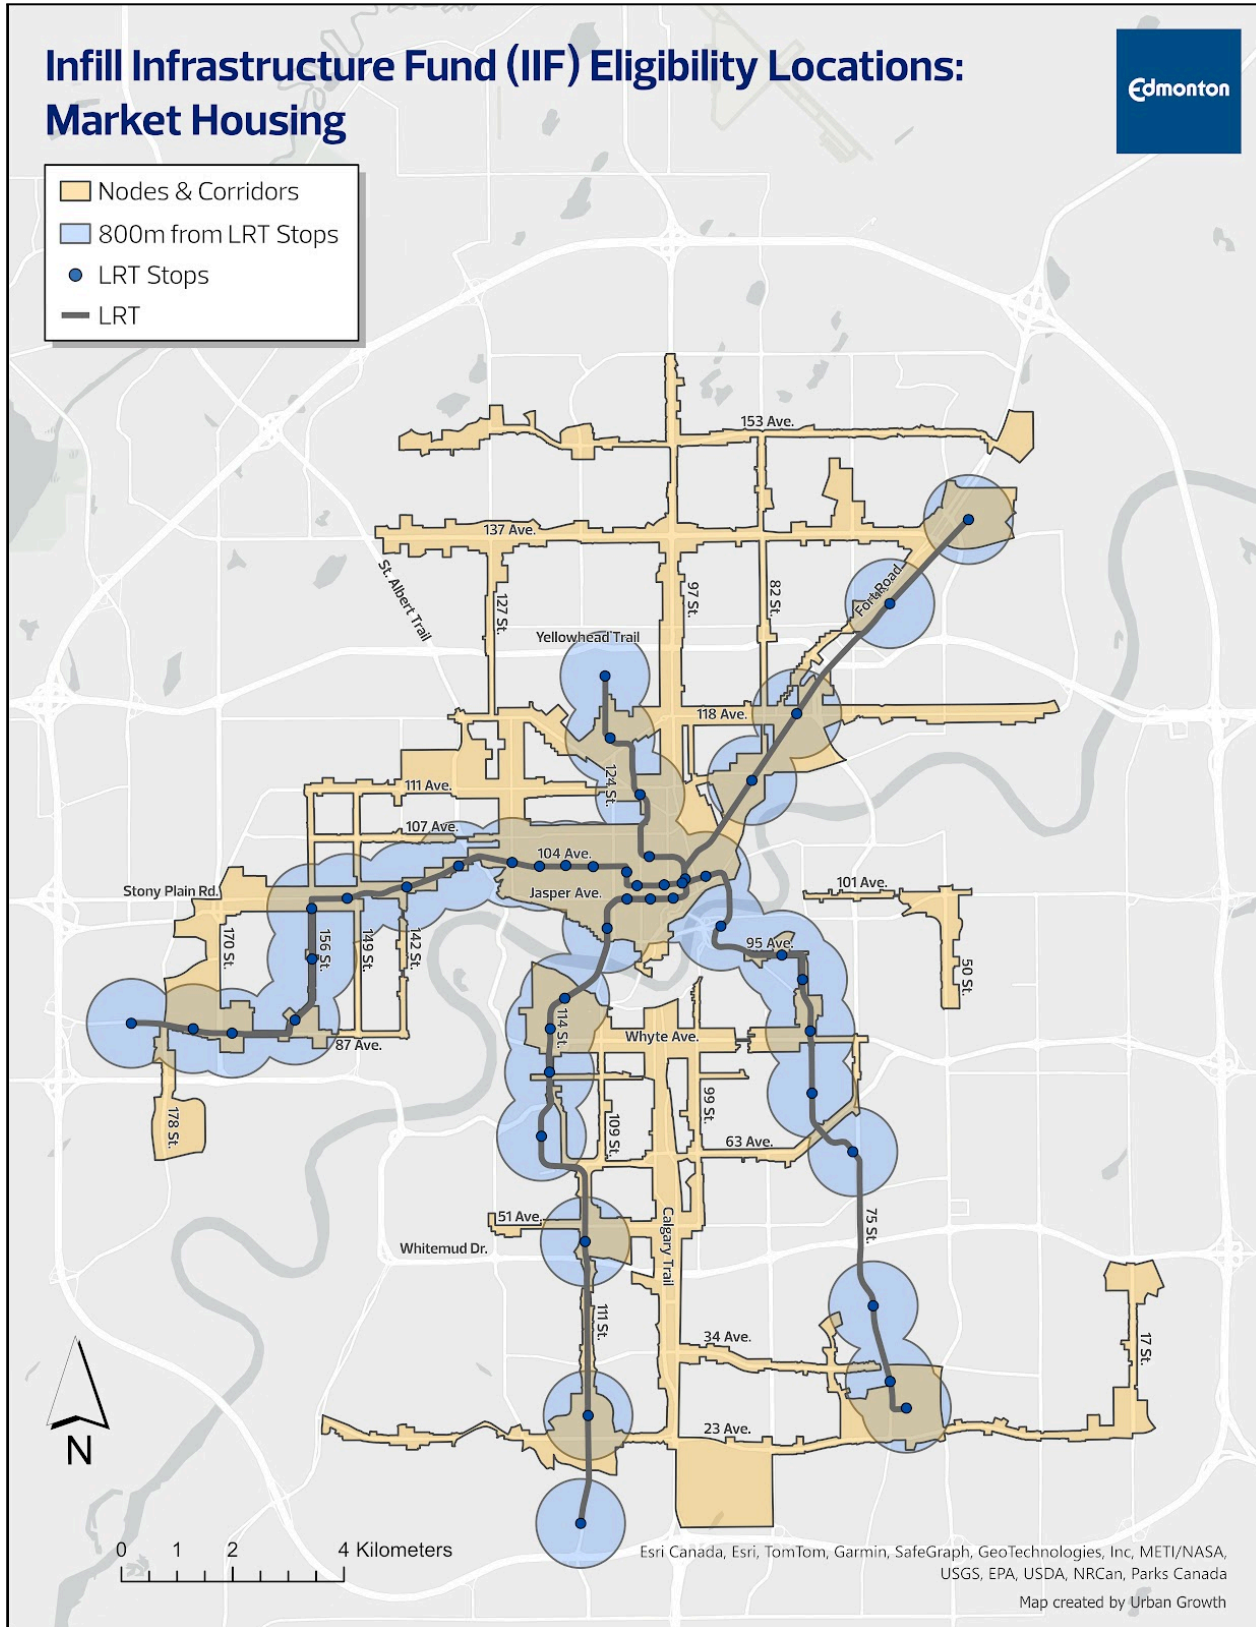 Infill Infrastructure Fund (IIF) Eligibility Locations:
Market Housing
Edmonton
Nodes & Corridors
800m from LRT Stops
LRT Stops
LRT
153 Ave.
137 Ave.
St. Albert Trail
127 St.
97 St.
82 St.
Fort Road
Yellowhead Trail
118 Ave.
124 St.
111 Ave.
107 Ave.
104 Ave.
Stony Plain Rd.
Jasper Ave.
101 Ave.
170 St.
156 St.
149 St.
142 St.
95 Ave.
50 St.
114 St.
Whyte Ave.
87 Ave.
178 St.
109 St.
99 St.
63 Ave.
51 Ave.
Calgary Trail
75 St.
Whitemud Dr.
111 St.
34 Ave.
17 St.
23 Ave.
N
0 1 2 4 Kilometers
Esri Canada, Esri, TomTom, Garmin, SafeGraph, GeoTechnologies, Inc, METI/NASA,
USGS, EPA, USDA, NRCan, Parks Canada
Map created by Urban Growth